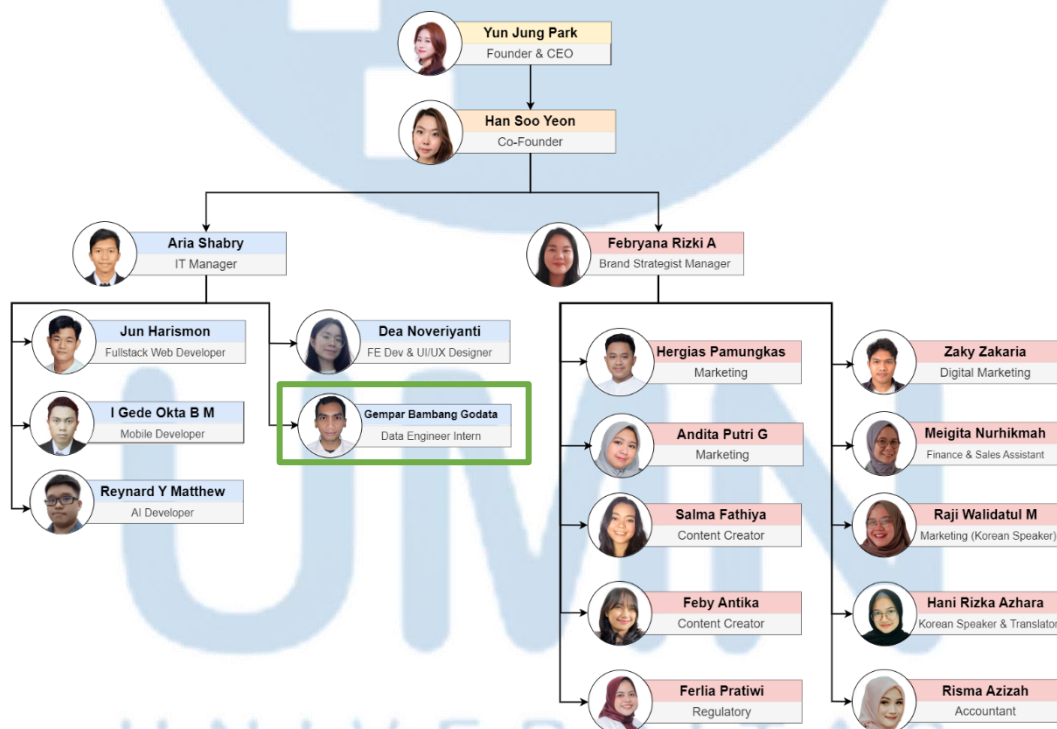 Yun Jung Park
Founder & CEO
Han Soo Yeon
Co-Founder
Aria Shabry
IT Manager
Febryana Rizki A
Brand Strategist Manager
Jun Harismon
Fullstack Web Developer
Dea Noveriyanti
FE Dev & UI/UX Designer
I Gede Okta B M
Mobile Developer
Gempar Bambang Godata
Data Engineer Intern
Reynard Y Matthew
AI Developer
Hergias Pamungkas
Marketing
Zaky Zakaria
Digital Marketing
Andita Putri G
Marketing
Meigita Nurhikmah
Finance & Sales Assistant
Salma Fathiya
Content Creator
Raji Walidatul M
Marketing (Korean Speaker)
Feby Antika
Content Creator
Hani Rizka Azhara
Korean Speaker & Translator
Ferlia Pratiwi
Regulatory
Risma Azizah
Accountant
UMN
UNIVERSITAS